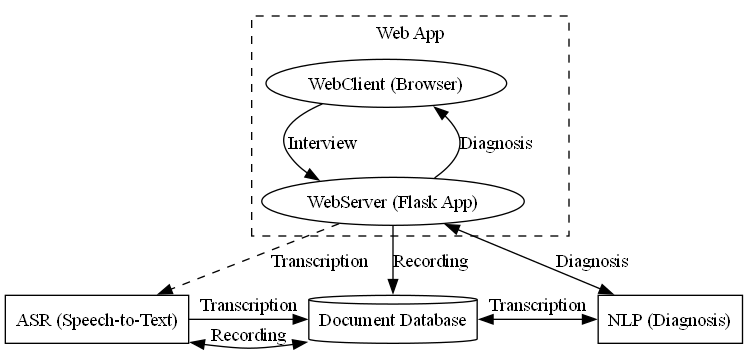 Web App
WebClient (Browser)
Interview
Diagnosis
WebServer (Flask App)
Transcription
Recording
Diagnosis
ASR (Speech-to-Text)
Transcription
Recording
Document Database
Transcription
NLP (Diagnosis)